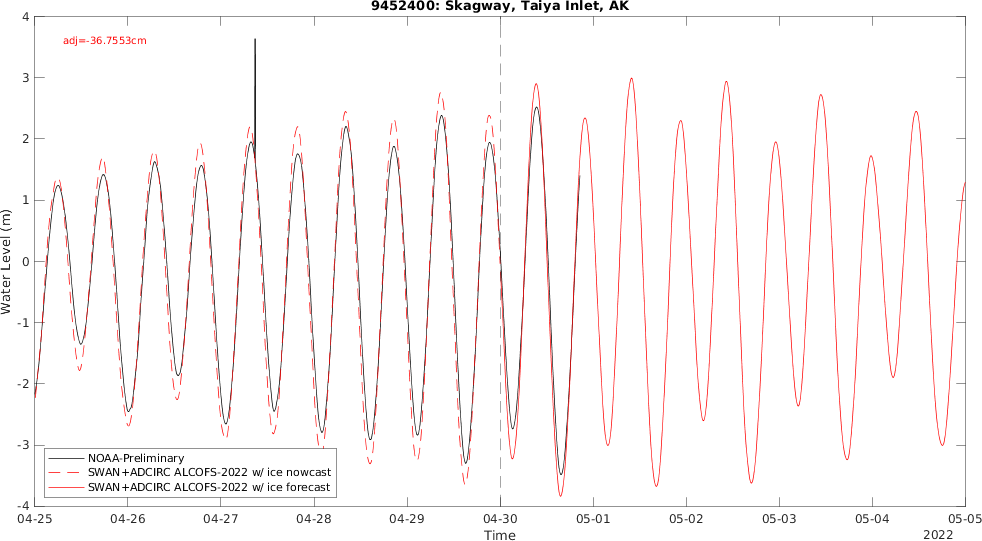 9452400: Skagway, Taiya Inlet, AK
adj=-36.7553cm
4
3
2
1
0
-1
-2
-3
-4
Water Level (m)
NOAA-Preliminary
SWAN+ADCIRC ALCOFS-2022 w/ ice nowcast
SWAN+ADCIRC ALCOFS-2022 w/ ice forecast
04-25 04-26 04-27 04-28 04-29 04-30 05-01 05-02 05-03 05-04 05-05
Time
2022